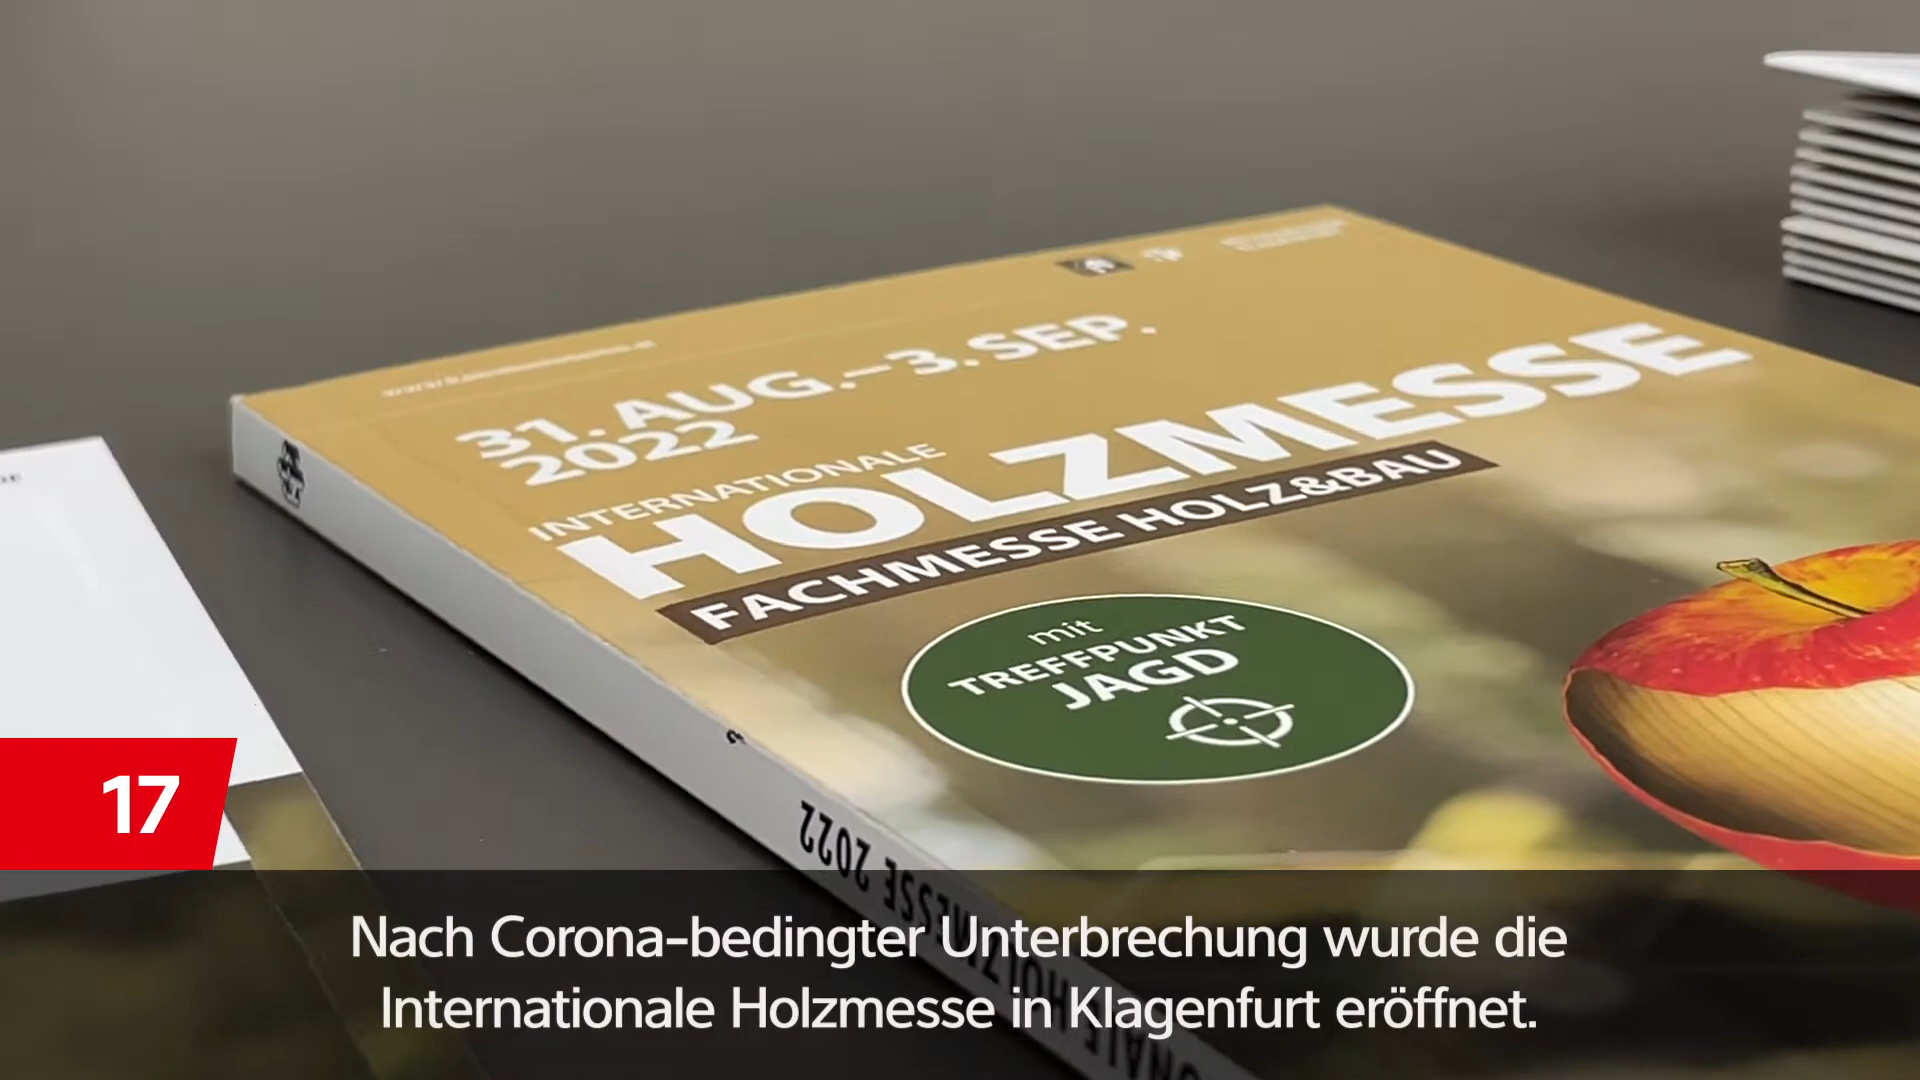 31. AUG.–3. SEP.
2022
INTERNATIONALE
HOLZMESSE
FACHMESSE HOLZ&BAU
mit
TREFFPUNKT
JAGD
17
Nach Corona-bedingter Unterbrechung wurde die
Internationale Holzmesse in Klagenfurt eröffnet.